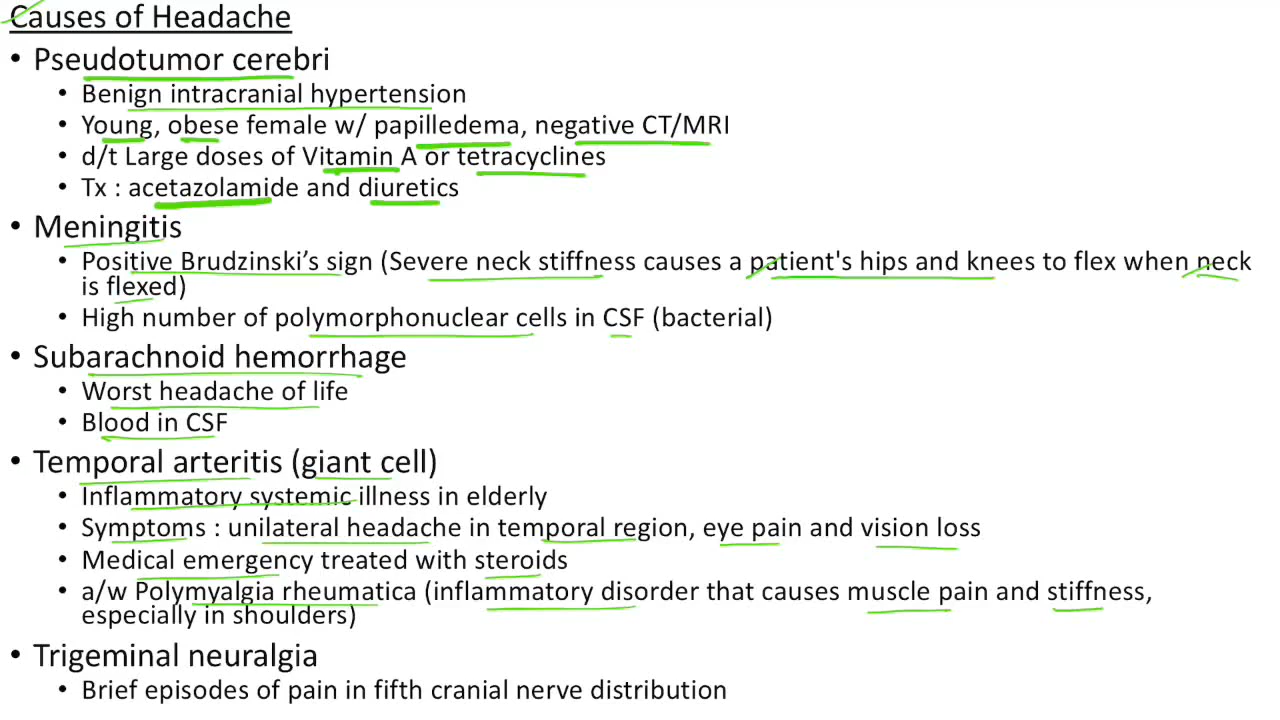 Causes of Headache
• Pseudotumor cerebri
• Benign intracranial hypertension
• Young, obese female w/ papilledema, negative CT/MRI
• d/t Large doses of Vitamin A or tetracyclines
• Tx : acetazolamide and diuretics
• Meningitis
• Positive Brudzinski's sign (Severe neck stiffness causes a patient's hips and knees to flex when neck
is flexed)
• High number of polymorphonuclear cells in CSF (bacterial)
• Subarachnoid hemorrhage
• Worst headache of life
• Blood in CSF
• Temporal arteritis (giant cell)
• Inflammatory systemic illness in elderly
• Symptoms : unilateral headache in temporal region, eye pain and vision loss
• Medical emergency treated with steroids
• a/w Polymyalgia rheumatica (inflammatory disorder that causes muscle pain and stiffness,
especially in shoulders)
• Trigeminal neuralgia
• Brief episodes of pain in fifth cranial nerve distribution